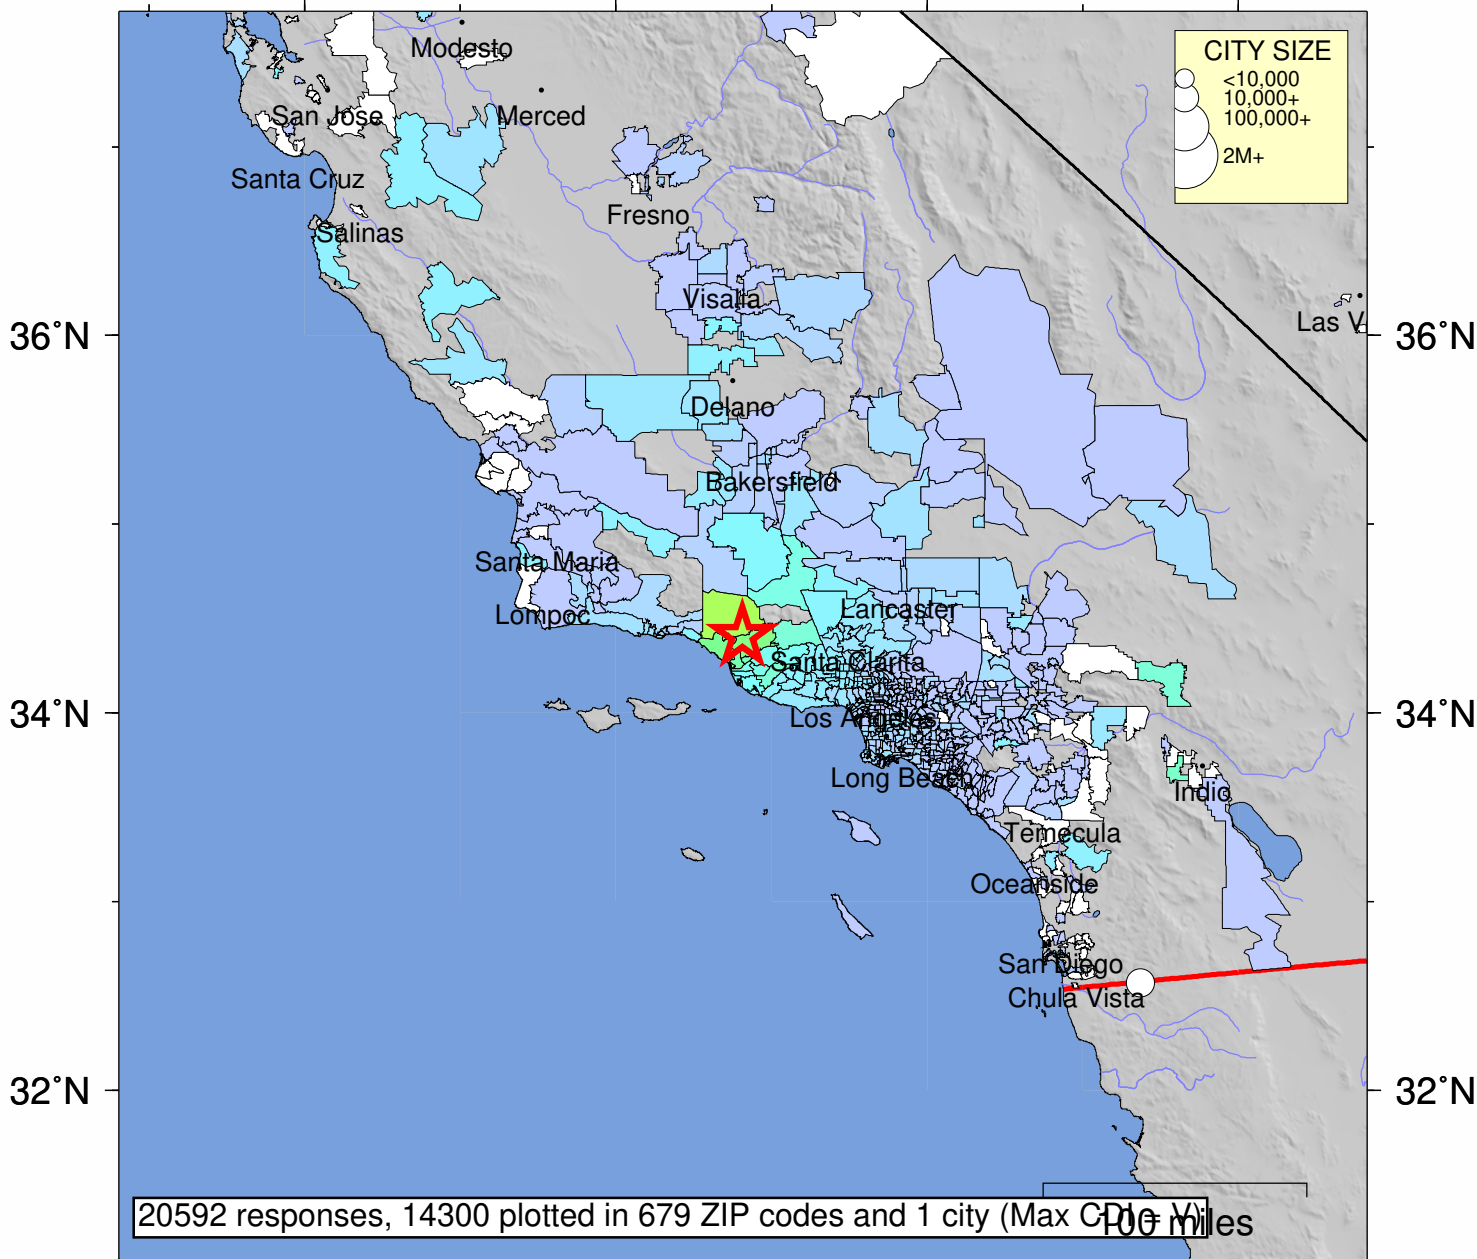 CITY SIZE
<10,000
10,000+
100,000+
2M+
Modesto
San Jose
Merced
Santa Cruz
Fresno
Salinas
Visalia
Las V
36°N
36°N
Delano
Bakersfield
Santa Maria
Lompoc
Lancaster
Santa Clarita
34°N
Los Angeles
34°N
Long Beach
Indio
Temecula
Oceanside
San Diego
Chula Vista
32°N
32°N
20592 responses, 14300 plotted in 679 ZIP codes and 1 city (Max CDI = V)
100 miles